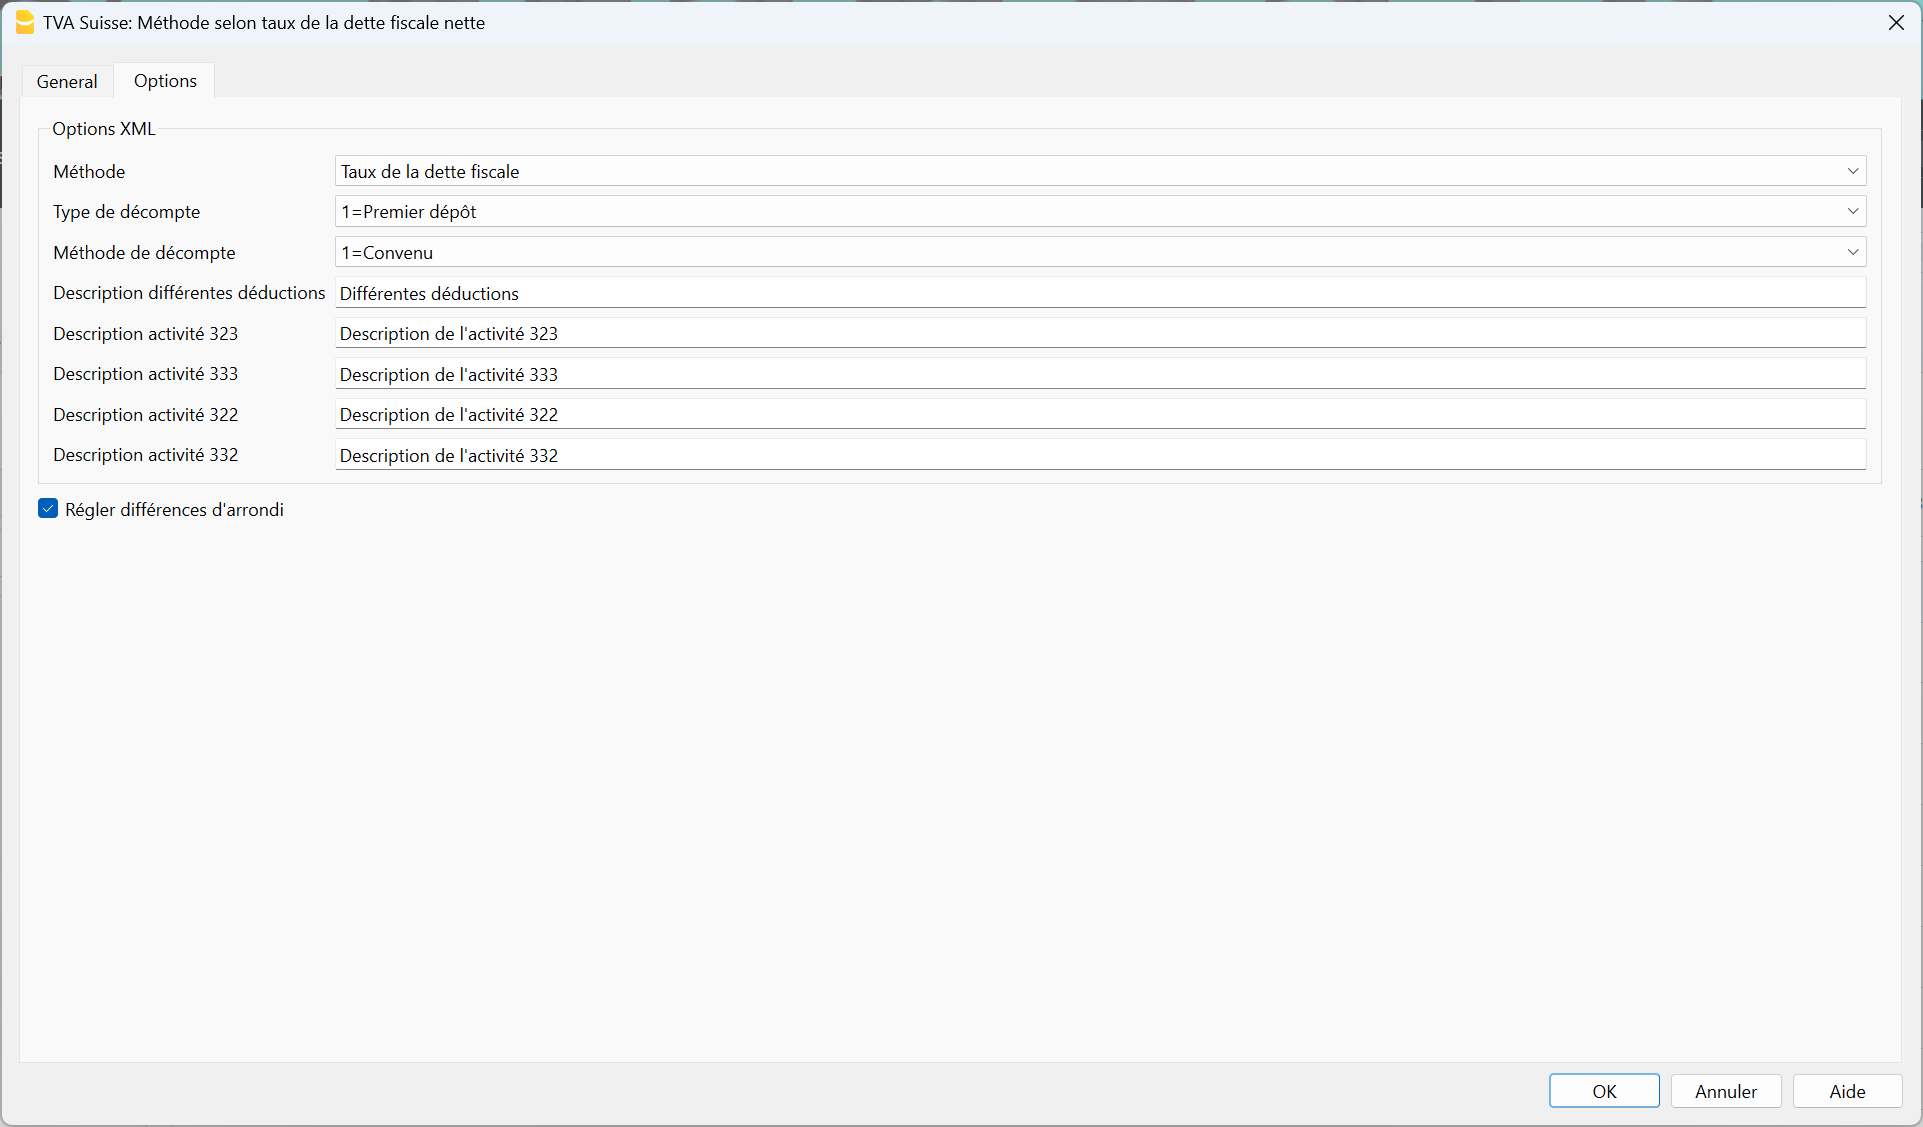 TVA Suisse: Méthode selon taux de la dette fiscale nette
General Options
Options XML
Méthode Taux de la dette fiscale
Type de décompte 1=Premier dépôt
Méthode de décompte 1=Convenu
Description différentes déductions Différentes déductions
Description activité 323 Description de l'activité 323
Description activité 333 Description de l'activité 333
Description activité 322 Description de l'activité 322
Description activité 332 Description de l'activité 332
Régler différences d'arrondi
OK Annuler Aide